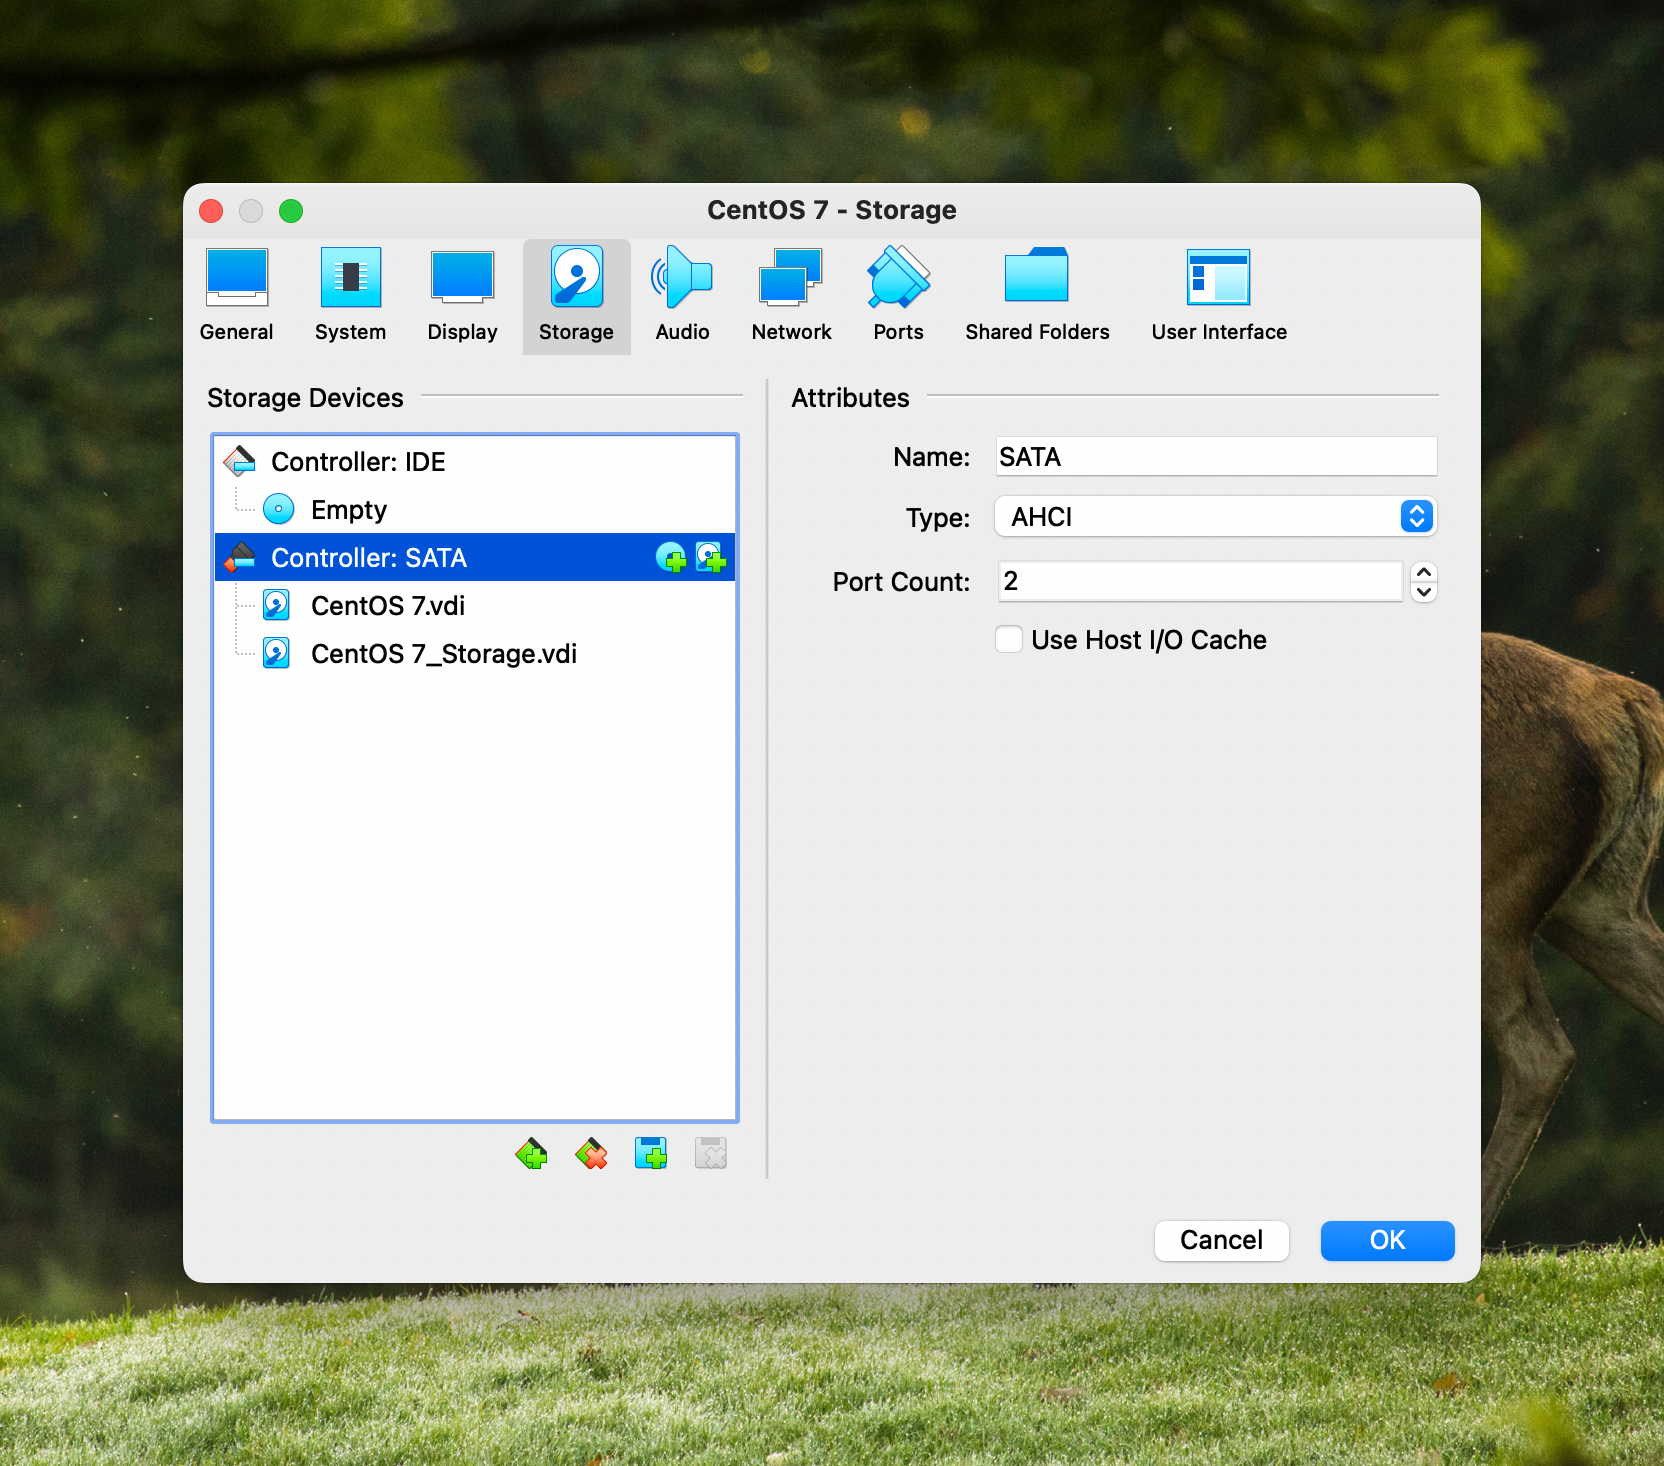 CentOS 7 - Storage
General System Display Storage Audio Network Ports Shared Folders User Interface
Storage Devices
Controller: IDE
Empty
Controller: SATA
CentOS 7.vdi
CentOS 7_Storage.vdi
Attributes
Name: SATA
Type: AHCI
Port Count: 2
Use Host I/O Cache
Cancel OK